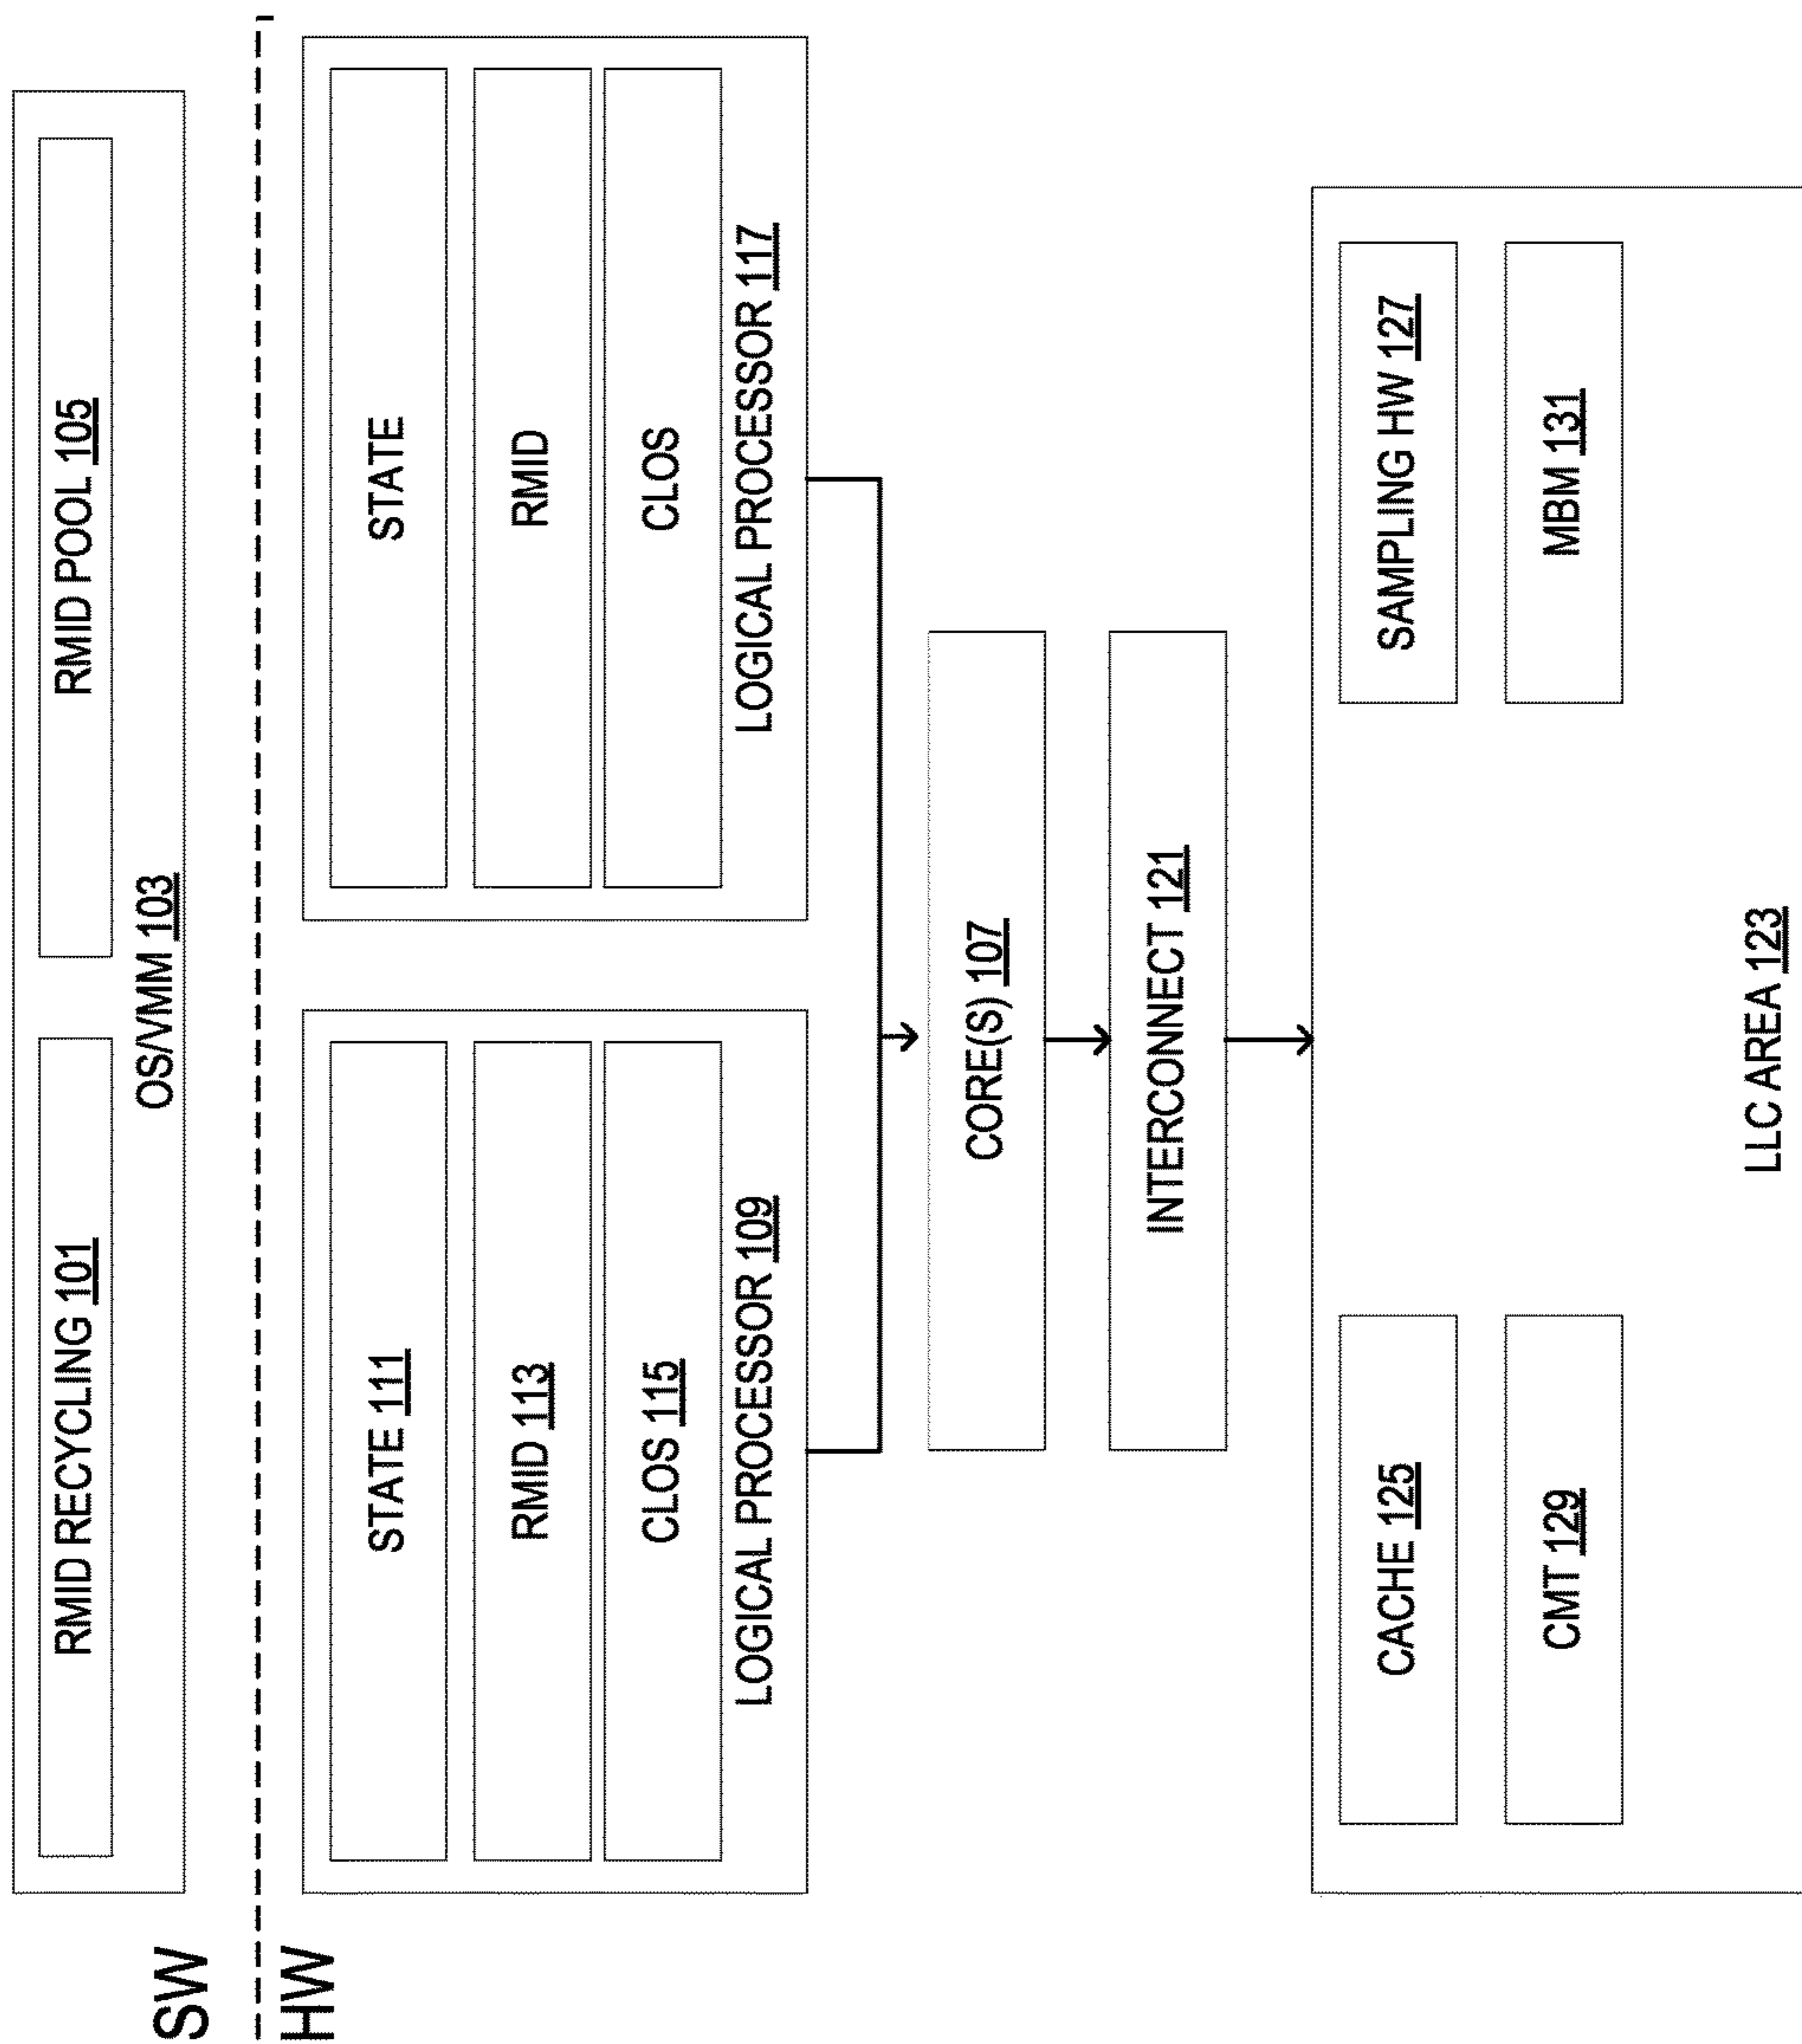 SW
RMID RECYCLING 101
RMID POOL 105
OS/VMM 103
HW
STATE 111
RMID 113
CLOS 115
LOGICAL PROCESSOR 109
STATE
RMID
CLOS
LOGICAL PROCESSOR 117
CORE(S) 107
INTERCONNECT 121
CACHE 125
SAMPLING HW 127
CMT 129
MBM 131
LLC AREA 123